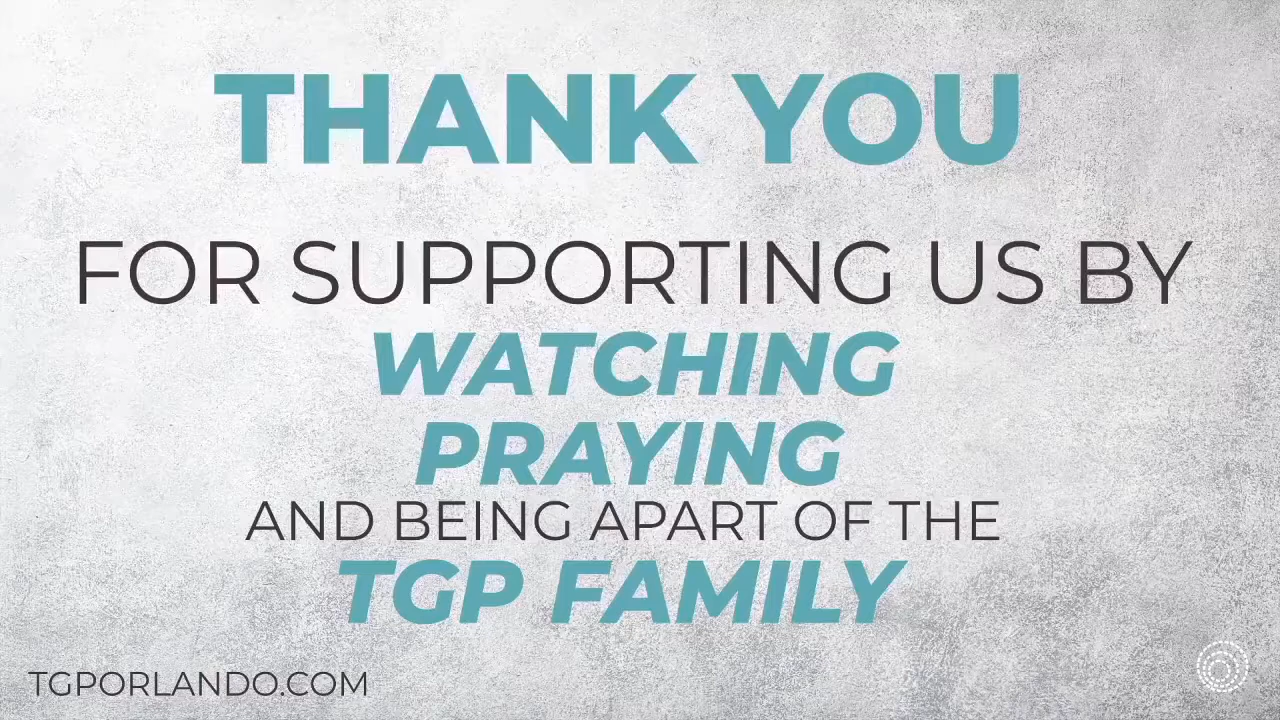 THANK YOU
FOR SUPPORTING US BY
WATCHING
PRAYING
AND BEING APART OF THE
TGP FAMILY
TGPORLANDO.COM